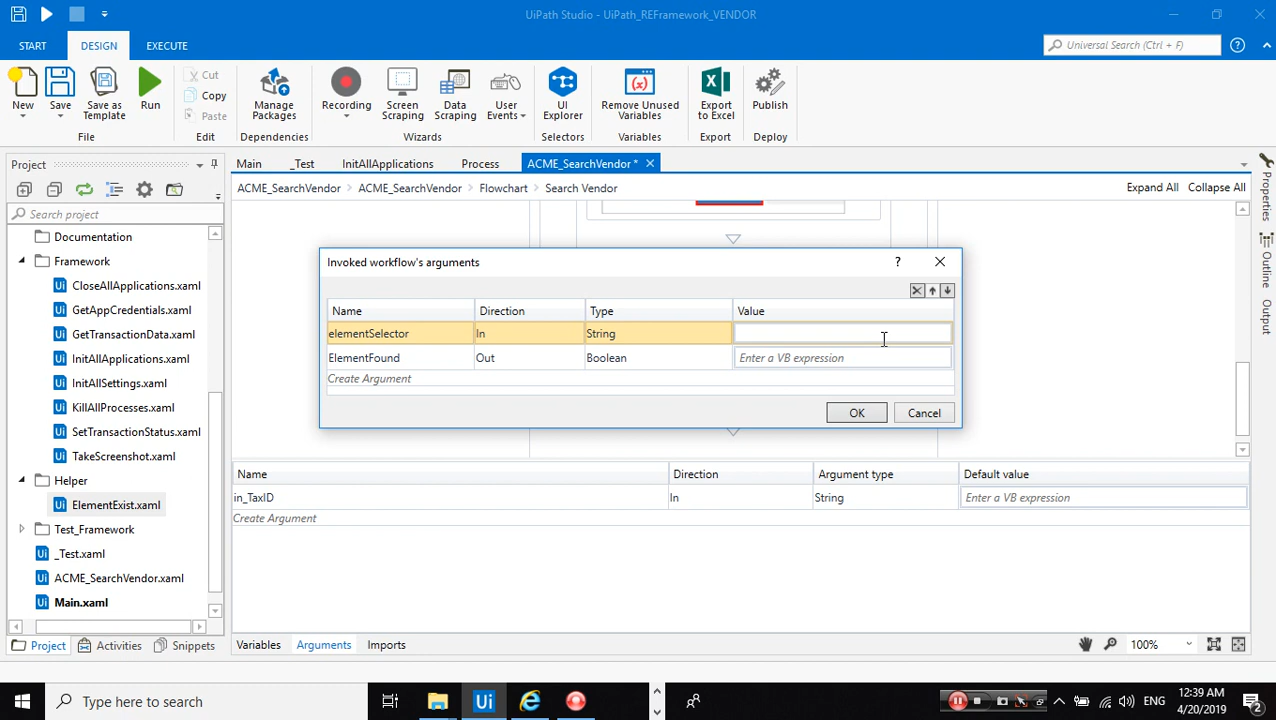 UiPath Studio - UiPath_REFramework_VENDOR
START
DESIGN
EXECUTE
Universal Search (Ctrl + F)
New
Save
Save as Template
Run
Cut
Copy
Paste
Manage Packages
Recording
Screen Scraping
Data Scraping
User Events
UI Explorer
Remove Unused Variables
Export to Excel
Publish
File
Edit
Dependencies
Wizards
Selectors
Variables
Export
Deploy
Project
Main
_Test
InitAllApplications
Process
ACME_SearchVendor *
ACME_SearchVendor
ACME_SearchVendor
Flowchart
Search Vendor
Expand All
Collapse All
Search project
Documentation
Framework
CloseAllApplications.xaml
GetAppCredentials.xaml
GetTransactionData.xaml
InitAllApplications.xaml
InitAllSettings.xaml
KillAllProcesses.xaml
SetTransactionStatus.xaml
TakeScreenshot.xaml
Helper
ElementExist.xaml
Test_Framework
_Test.xaml
ACME_SearchVendor.xaml
Main.xaml
Invoked workflow's arguments
Name Direction Type Value
elementSelector In String
ElementFound Out Boolean Enter a VB expression
Create Argument
OK
Cancel
Name Direction Argument type Default value
in_TaxID In String Enter a VB expression
Create Argument
Properties
Outline
Output
Project
Activities
Snippets
Variables
Arguments
Imports
100%
Type here to search
Ui
ENG
12:39 AM
4/20/2019
2